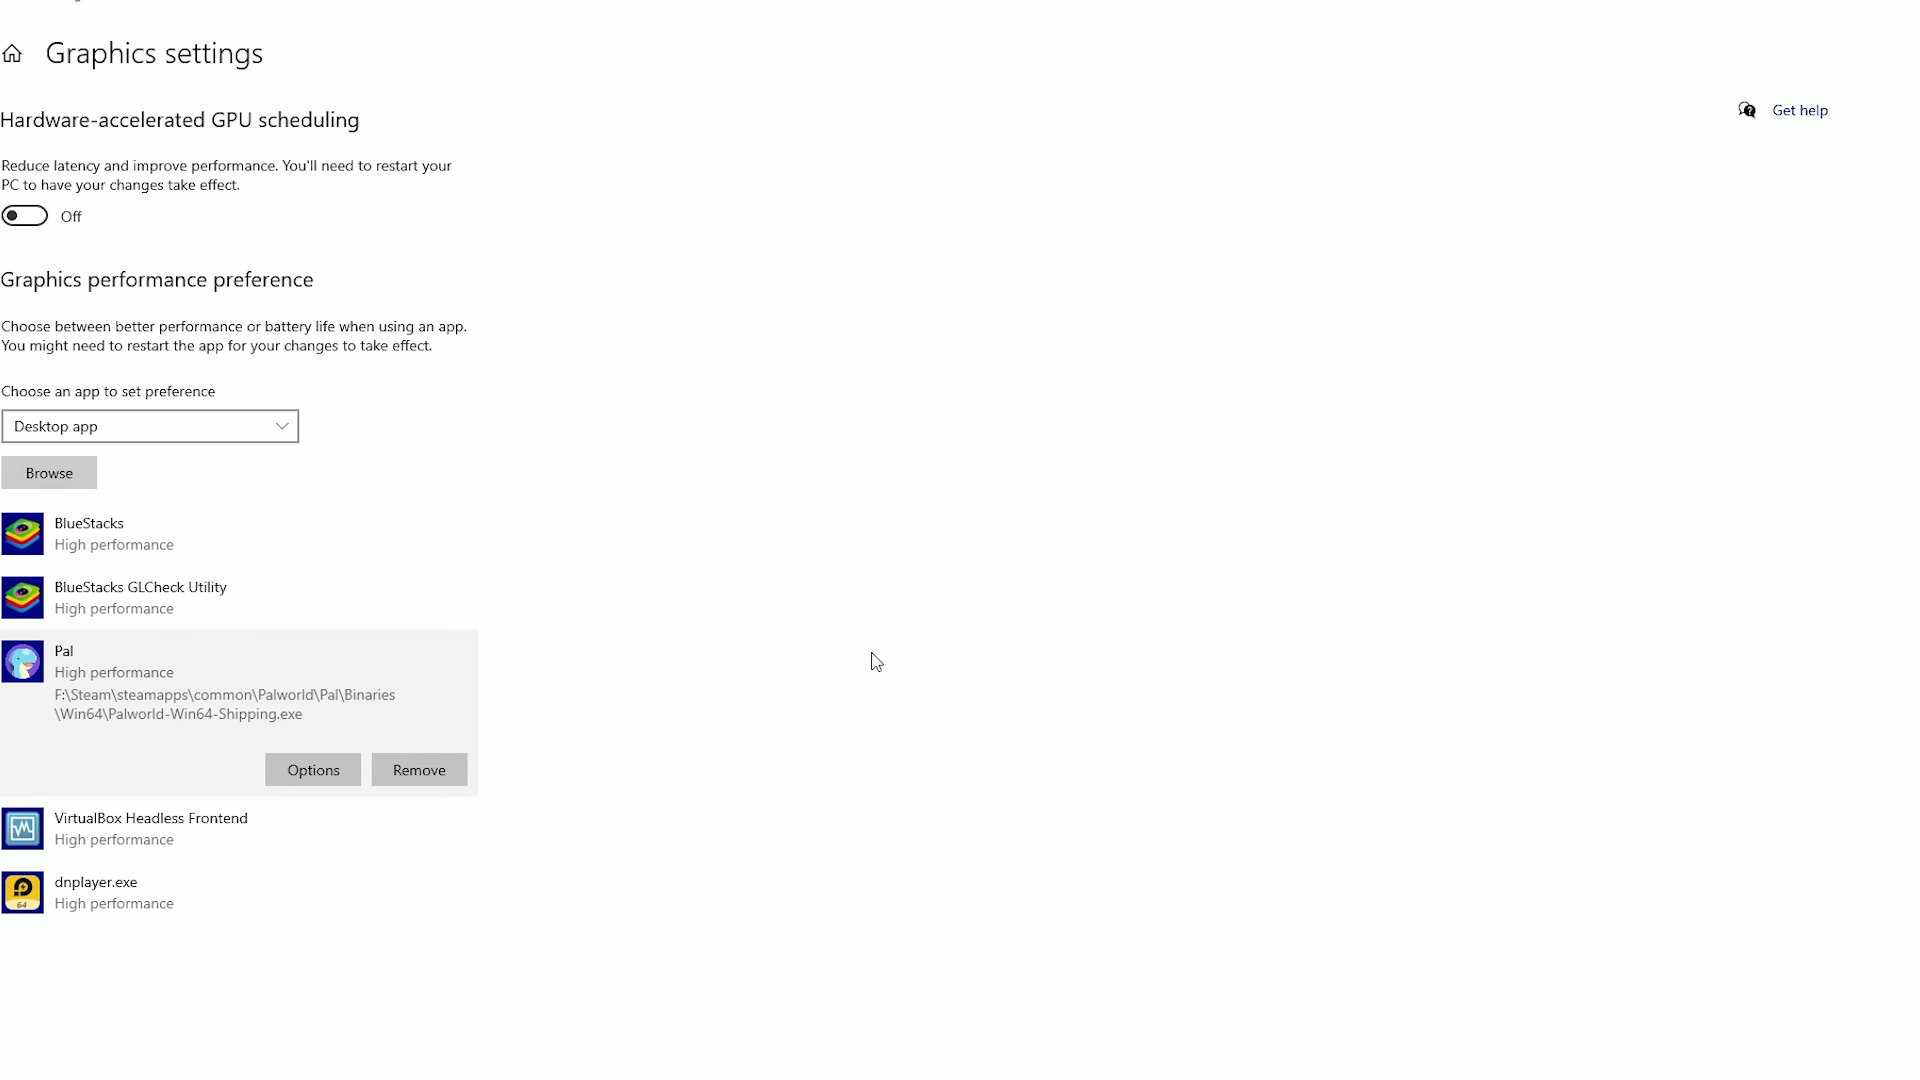 Graphics settings
Hardware-accelerated GPU scheduling
Get help
Reduce latency and improve performance. You'll need to restart your
PC to have your changes take effect.
Off
Graphics performance preference
Choose between better performance or battery life when using an app.
You might need to restart the app for your changes to take effect.
Choose an app to set preference
Desktop app
Browse
BlueStacks
High performance
BlueStacks GLCheck Utility
High performance
Pal
High performance
F:\Steam\steamapps\common\Palworld\Pal\Binaries
\Win64\Palworld-Win64-Shipping.exe
Options Remove
VirtualBox Headless Frontend
High performance
64
dnplayer.exe
High performance